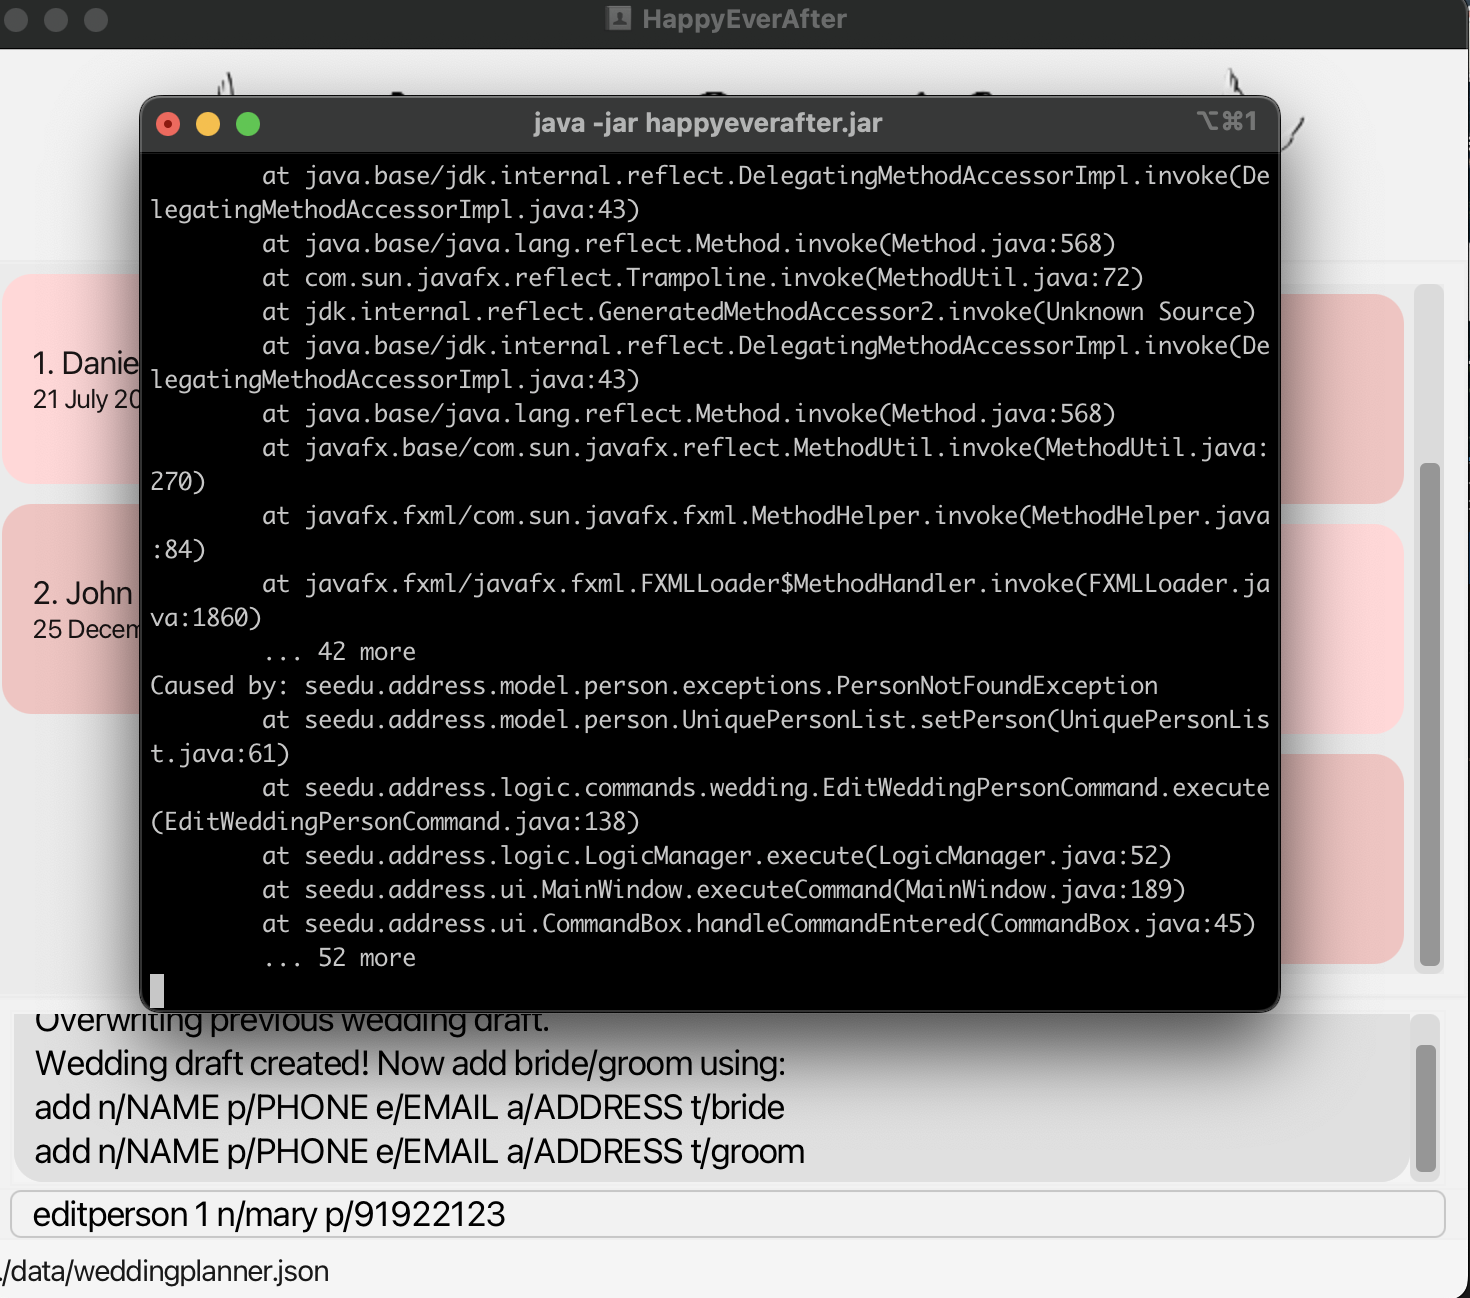 HappyEverAfter
java -jar happyeverafter.jar
⌥⌘1
at java.base/jdk.internal.reflect.DelegatingMethodAccessorImpl.invoke(De
legatingMethodAccessorImpl.java:43)
at java.base/java.lang.reflect.Method.invoke(Method.java:568)
at com.sun.javafx.reflect.Trampoline.invoke(MethodUtil.java:72)
at jdk.internal.reflect.GeneratedMethodAccessor2.invoke(Unknown Source)
at java.base/jdk.internal.reflect.DelegatingMethodAccessorImpl.invoke(De
legatingMethodAccessorImpl.java:43)
at java.base/java.lang.reflect.Method.invoke(Method.java:568)
at javafx.base/com.sun.javafx.reflect.MethodUtil.invoke(MethodUtil.java:
270)
at javafx.fxml/com.sun.javafx.fxml.MethodHelper.invoke(MethodHelper.java
:84)
at javafx.fxml/javafx.fxml.FXMLLoader$MethodHandler.invoke(FXMLLoader.ja
va:1860)
... 42 more
Caused by: seedu.address.model.person.exceptions.PersonNotFoundException
at seedu.address.model.person.UniquePersonList.setPerson(UniquePersonLis
t.java:61)
at seedu.address.logic.commands.wedding.EditWeddingPersonCommand.execute
(EditWeddingPersonCommand.java:138)
at seedu.address.logic.LogicManager.execute(LogicManager.java:52)
at seedu.address.ui.MainWindow.executeCommand(MainWindow.java:189)
at seedu.address.ui.CommandBox.handleCommandEntered(CommandBox.java:45)
... 52 more
1. Danie
21 July 20
2. John
25 Decem
Overwriting previous wedding draft.
Wedding draft created! Now add bride/groom using:
add n/NAME p/PHONE e/EMAIL a/ADDRESS t/bride
add n/NAME p/PHONE e/EMAIL a/ADDRESS t/groom
editperson 1 n/mary p/91922123
./data/weddingplanner.json